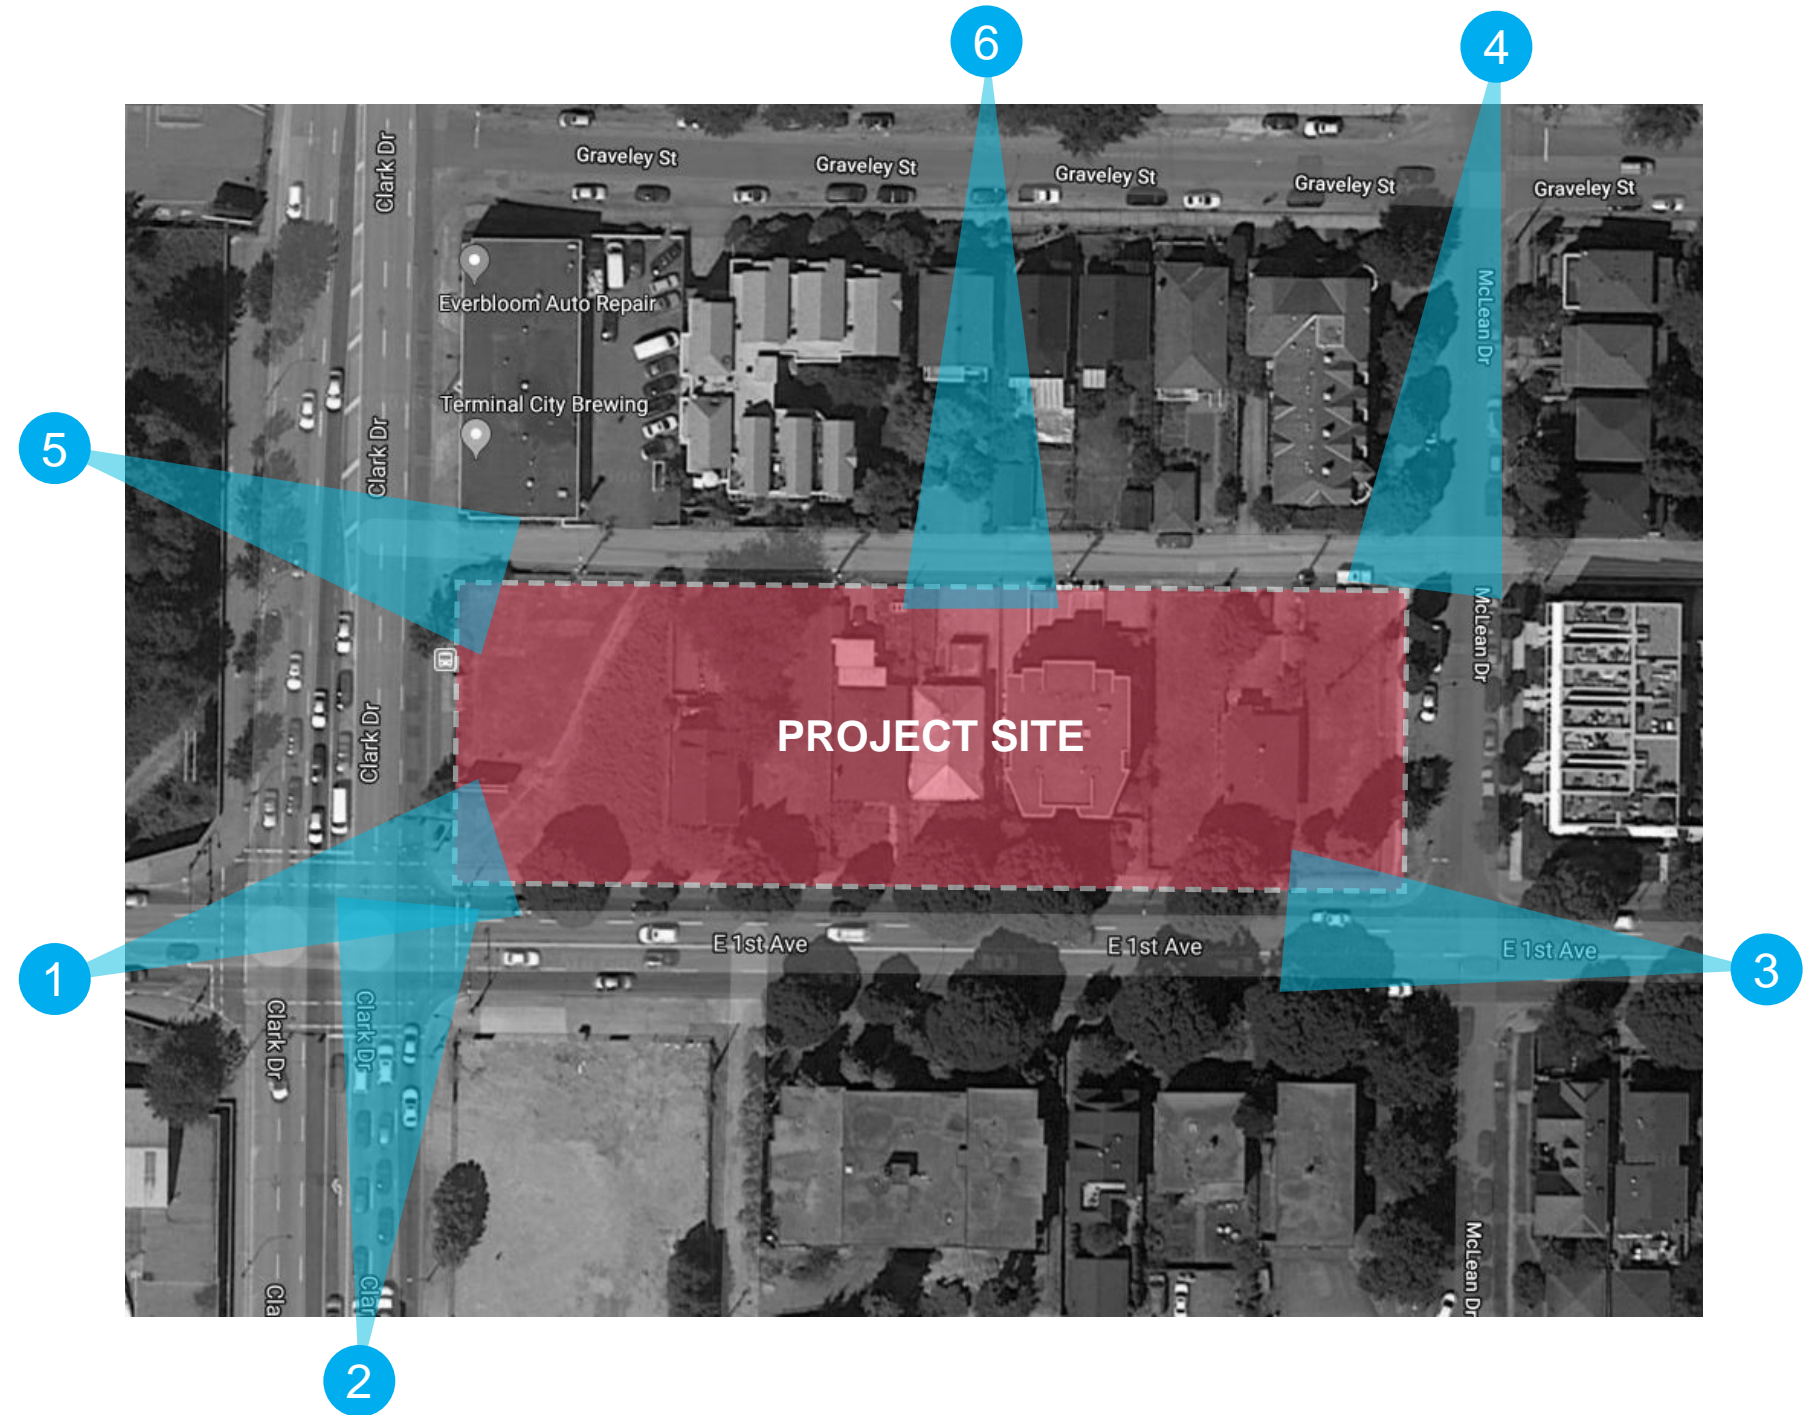 6
4
Clark Dr
Graveley St
Graveley St
Graveley St
Graveley St
Graveley St
Everbloom Auto Repair
McLean Dr
Terminal City Brewing
Clark Dr
5
McLean Dr
Clark Dr
PROJECT SITE
E 1st Ave
E 1st Ave
E 1st Ave
3
1
Clark Dr
Clark Dr
McLean Dr
Cla
Clar
2